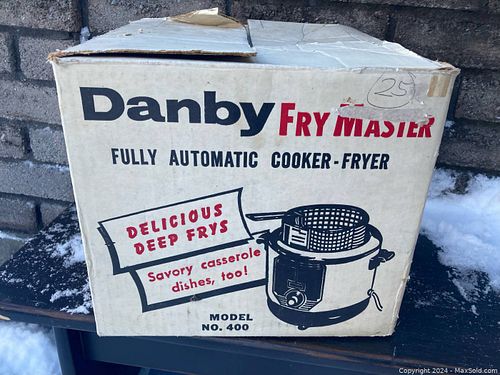 25
Danby FRY MASTER
FULLY AUTOMATIC COOKER-FRYER
DELICIOUS
DEEP FRYS
Savory casserole
dishes, too!
MODEL
NO. 400
Copyright 2024 - MaxSold.com